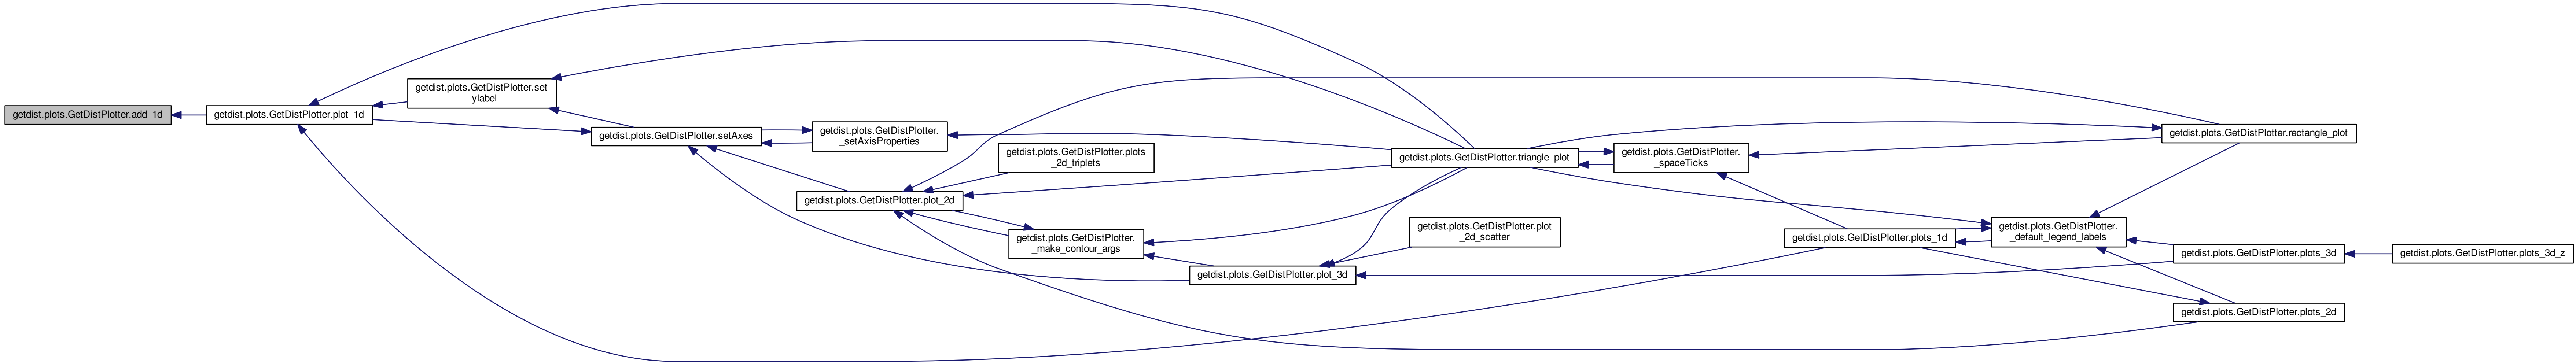 getdist.plots.GetDistPlotter.add_1d
getdist.plots.GetDistPlotter.plot_1d
getdist.plots.GetDistPlotter.set
_ylabel
getdist.plots.GetDistPlotter.setAxes
getdist.plots.GetDistPlotter.
_setAxisProperties
getdist.plots.GetDistPlotter.plot_2d
getdist.plots.GetDistPlotter.plots
_2d_triplets
getdist.plots.GetDistPlotter.
_make_contour_args
getdist.plots.GetDistPlotter.plot_3d
getdist.plots.GetDistPlotter.triangle_plot
getdist.plots.GetDistPlotter.plot
_2d_scatter
getdist.plots.GetDistPlotter.
_spaceTicks
getdist.plots.GetDistPlotter.plots_1d
getdist.plots.GetDistPlotter.
_default_legend_labels
getdist.plots.GetDistPlotter.rectangle_plot
getdist.plots.GetDistPlotter.plots_3d
getdist.plots.GetDistPlotter.plots_2d
getdist.plots.GetDistPlotter.plots_3d_z